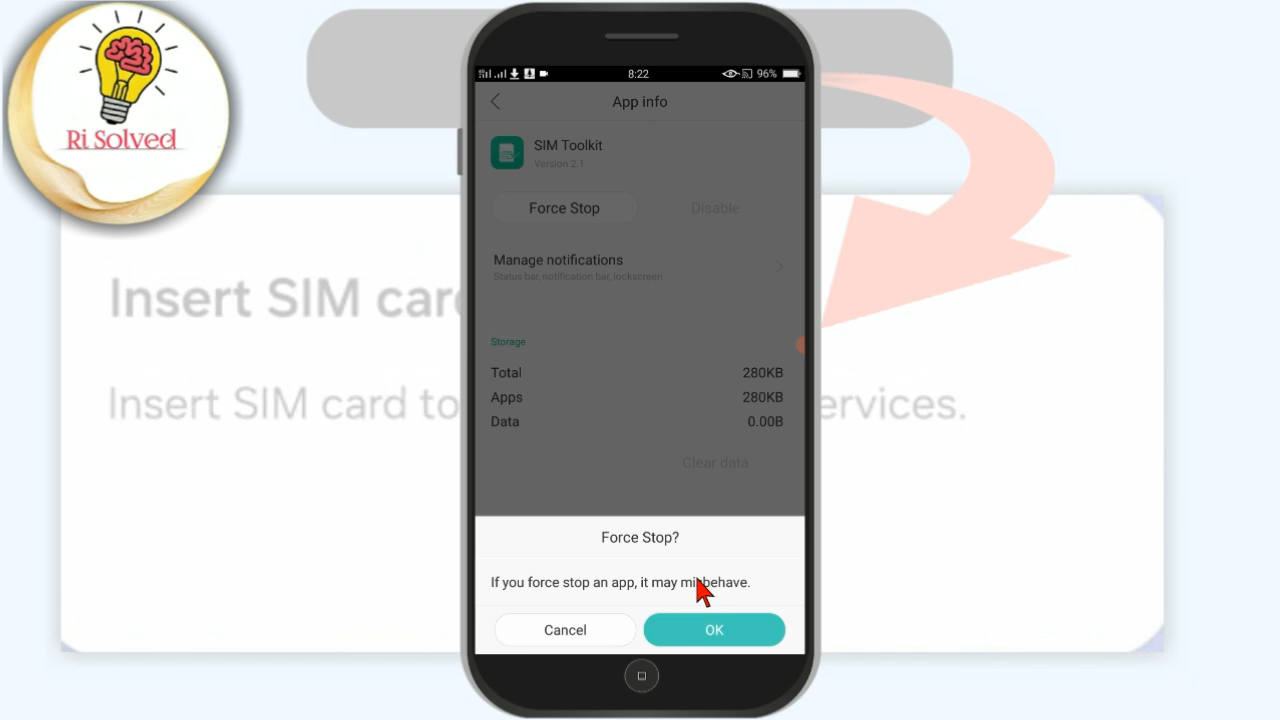 Ri Solved
8:22
96%
App info
SIM Toolkit
Version 2.1
Force Stop
Disable
Manage notifications
Status bar, notification bar, lockscreen
Insert SIM car
Storage
Total
280KB
Apps
280KB
Insert SIM card to
ervices.
Data
0.00B
Clear data
Force Stop?
If you force stop an app, it may misbehave.
Cancel
OK